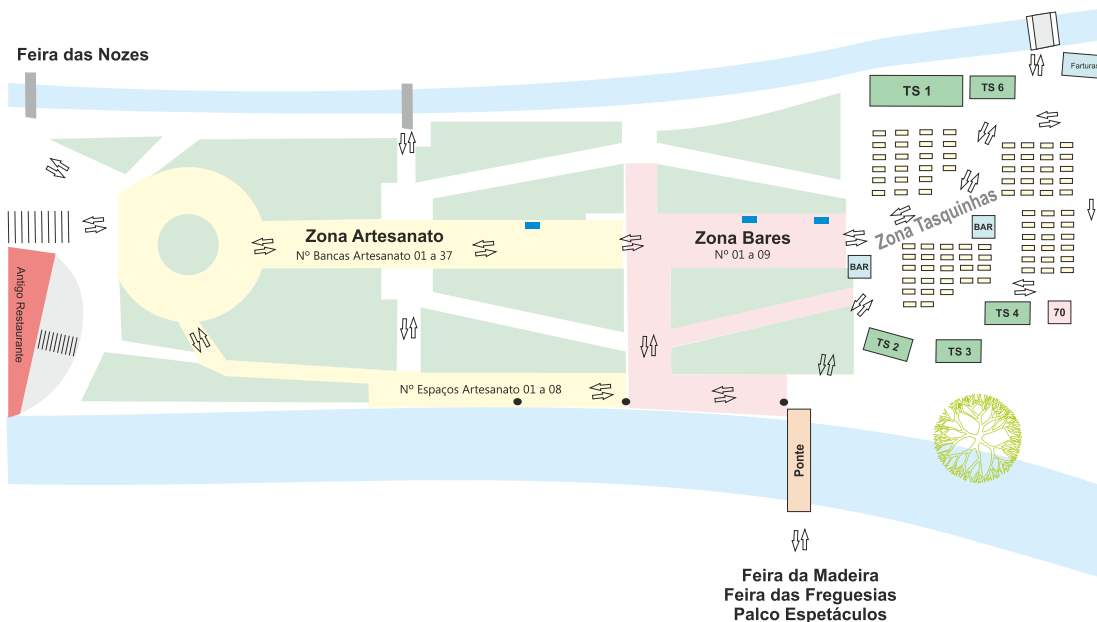 Feira das Nozes
Farturas
TS 1
TS 6
Zona Tasquinhas
BAR
Zona Artesanato
Nº Bancas Artesanato 01 a 37
Zona Bares
Nº 01 a 09
BAR
Antigo Restaurante
TS 4
70
TS 2
TS 3
Nº Espaços Artesanato 01 a 08
Ponte
Feira da Madeira
Feira das Freguesias
Palco Espetáculos